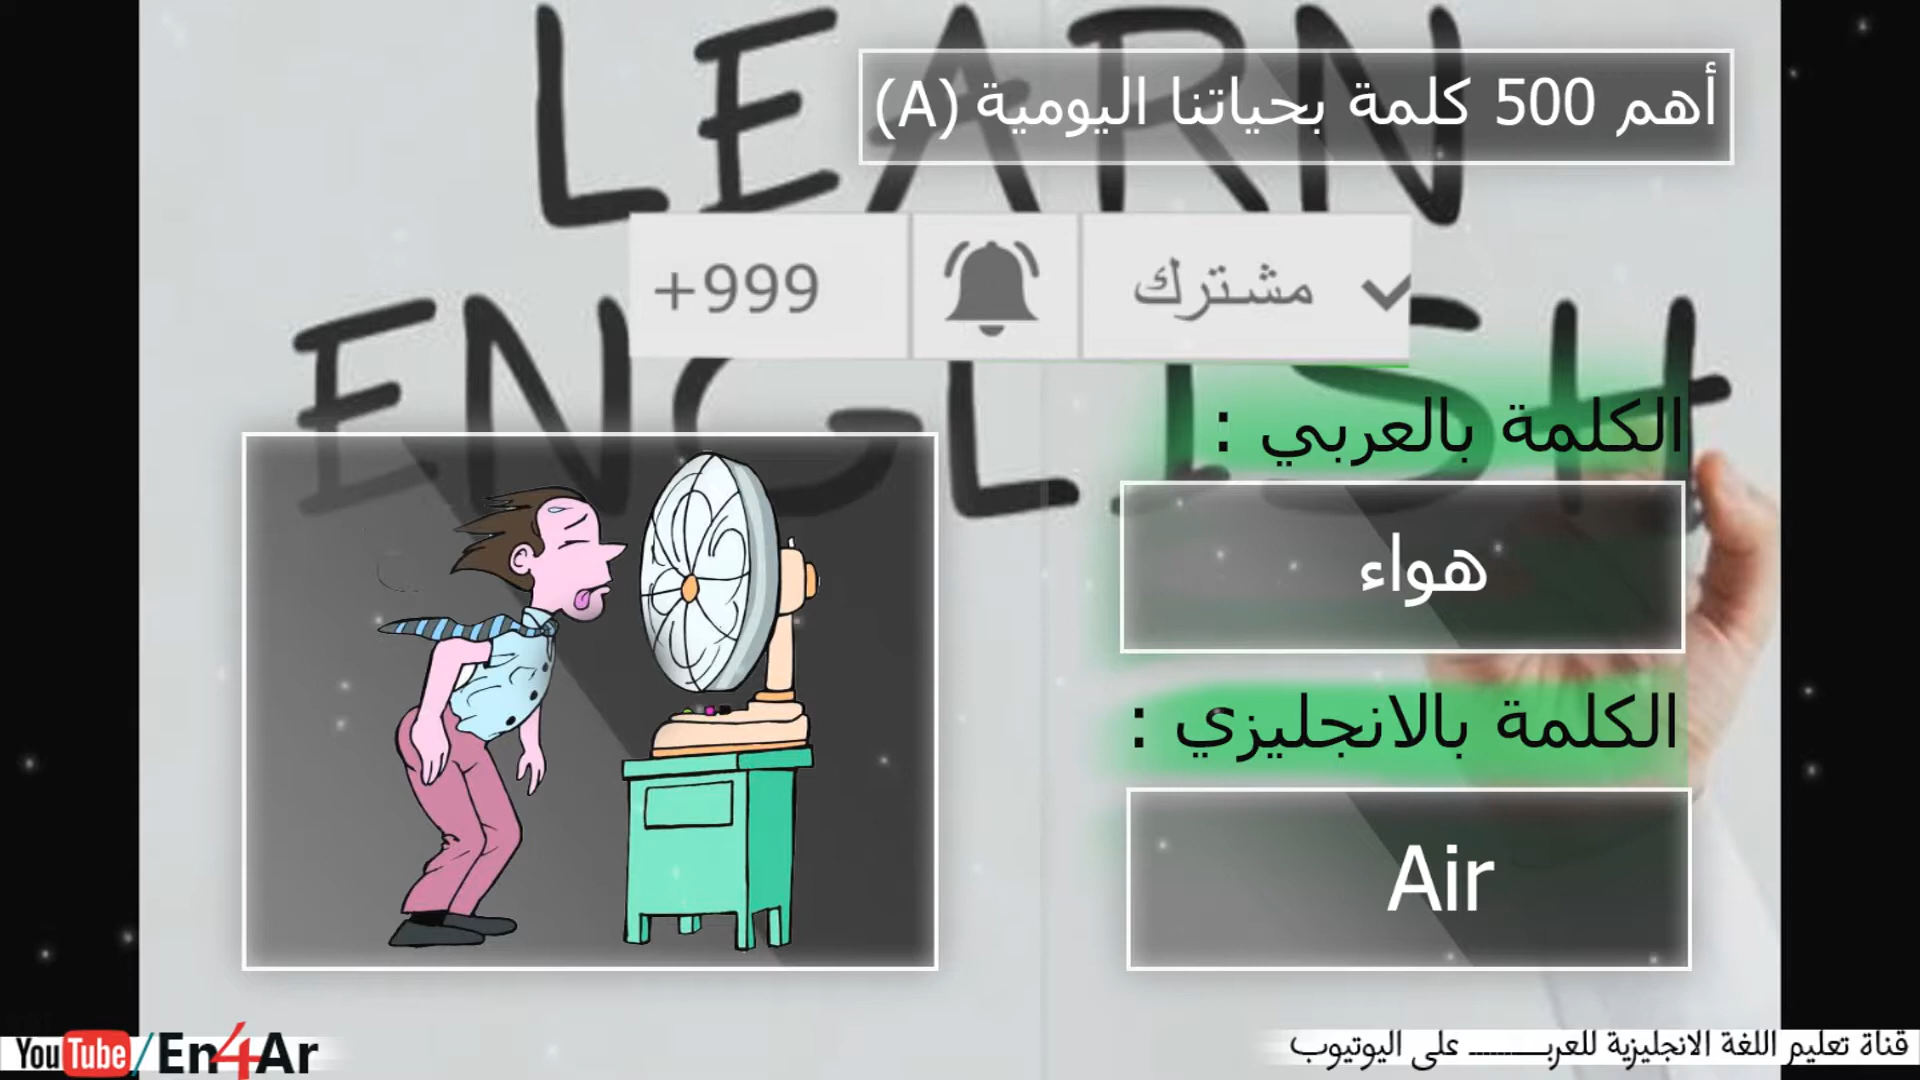 LEARN
أهم 500 كلمة بحياتنا اليومية (A)
+999
مشترك
ENGLISH
الكلمة بالعربي :
هواء
الكلمة بالانجليزي :
Air
YouTube/En4Ar
قناة تعليم اللغة الانجليزية للعربـــــــــ على اليوتيوب